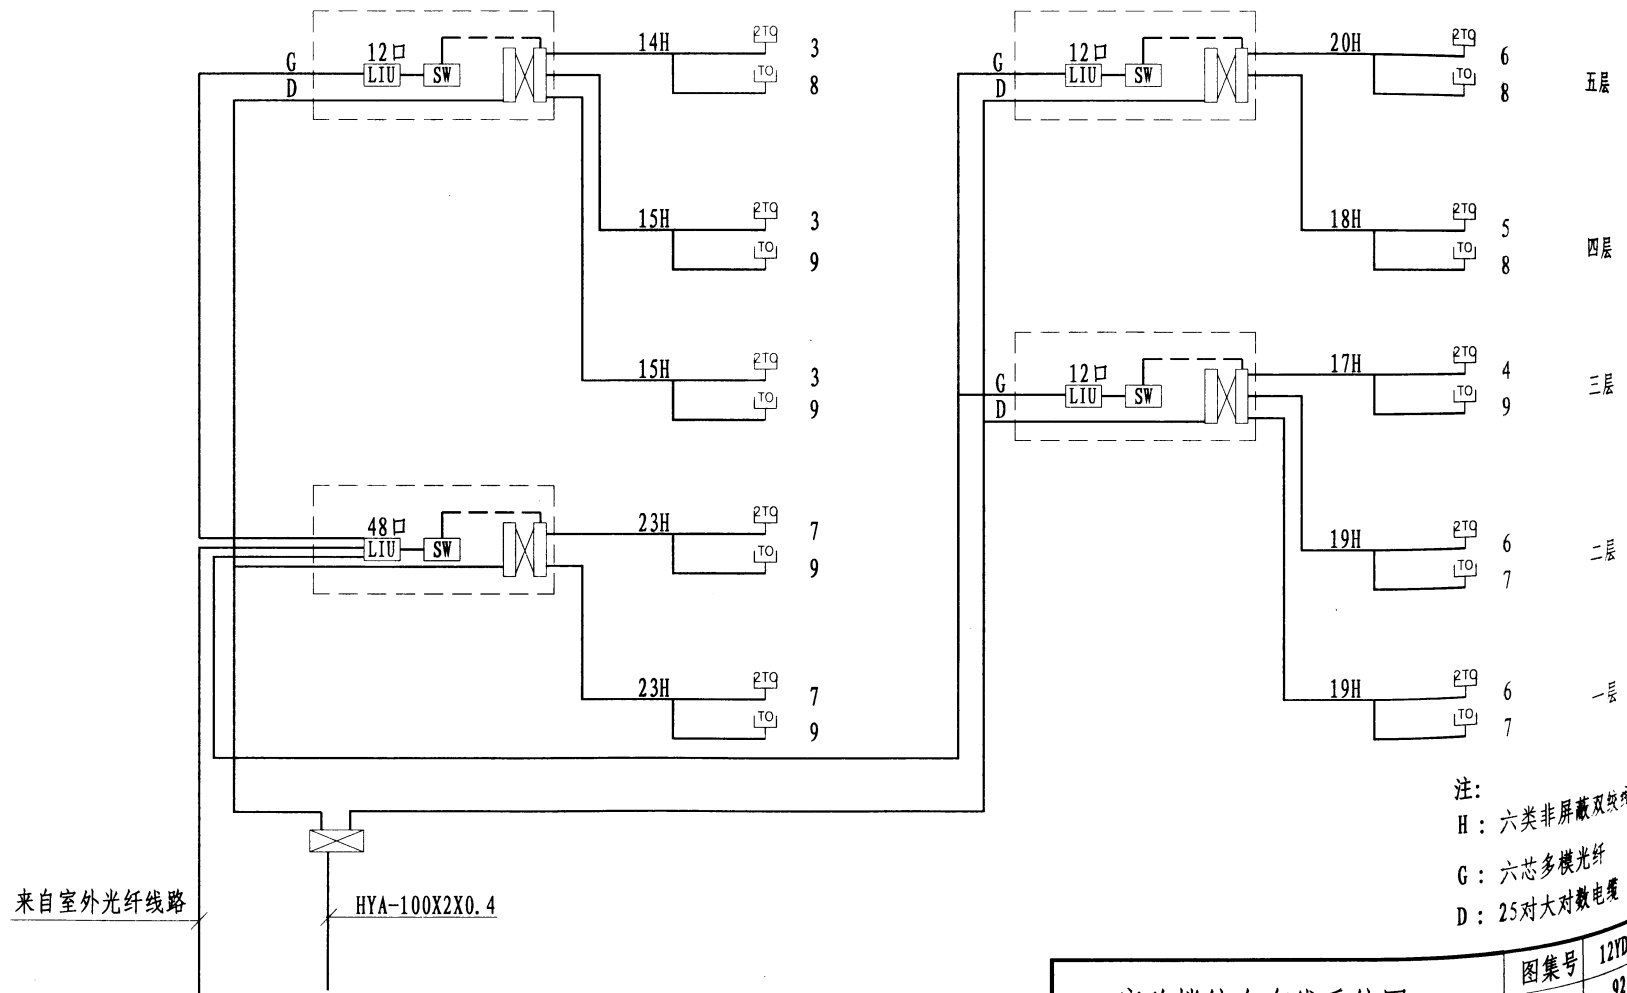 12口
G
LIU
SW
D
14H
2TO
3
TO
8
15H
2TO
3
TO
9
15H
2TO
3
TO
9
48口
LIU
SW
23H
2TO
7
TO
9
23H
2TO
7
TO
9
12口
G
LIU
SW
D
20H
2TO
6
TO
8
五层
18H
2TO
5
TO
8
四层
12口
G
LIU
SW
D
17H
2TO
4
TO
9
三层
19H
2TO
6
TO
7
二层
19H
2TO
6
TO
7
一层
来自室外光纤线路
HYA-100X2X0.4
注:
H: 六类非屏蔽双绞
G: 六芯多模光纤
D: 25对大对数电缆
图集号
12YD
92